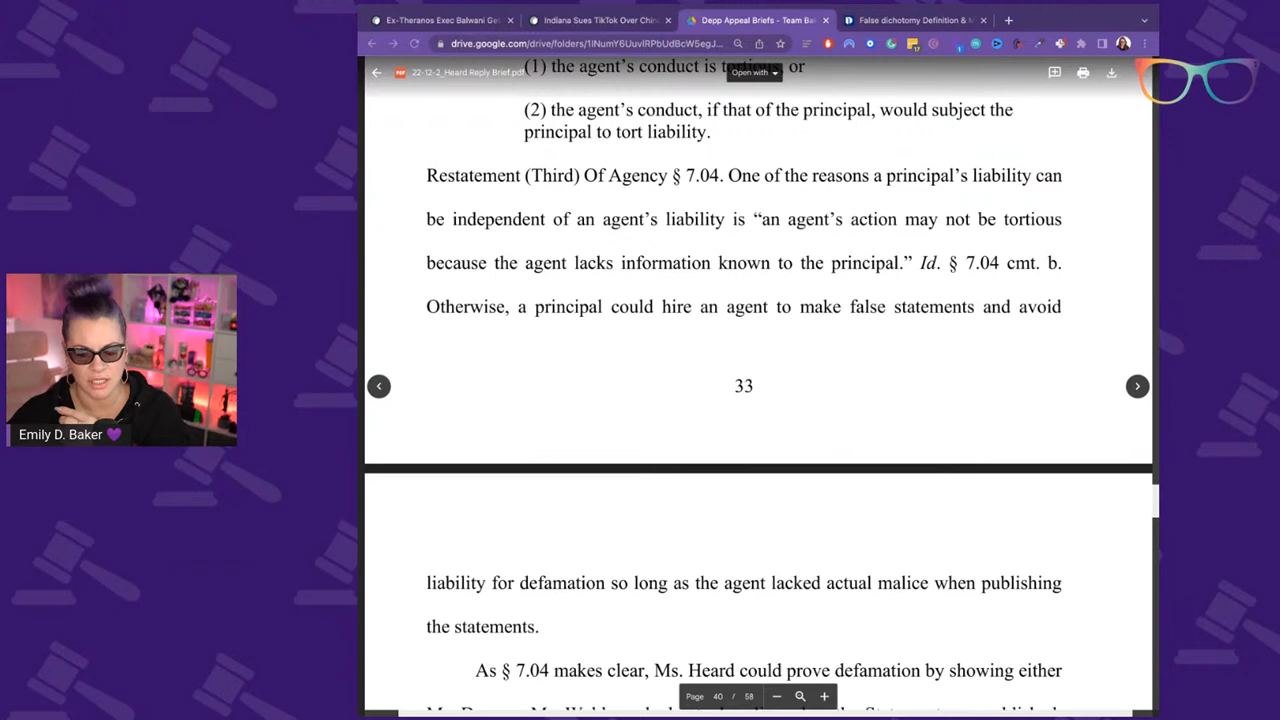 Ex-Theranos Exec Balwani Ge
Indiana Sues TikTok Over Chin
Depp Appeal Briefs - Team Ba
False dichotomy Definition & M
drive.google.com/drive/folders/1INumY6UuvIRPbUdBcW5egJ...
22-12-2_Heard Reply Brief.pdf
Open with
(1) the agent's conduct is tortious, or
(2) the agent's conduct, if that of the principal, would subject the
principal to tort liability.
Restatement (Third) Of Agency § 7.04. One of the reasons a principal's liability can
be independent of an agent's liability is “an agent's action may not be tortious
because the agent lacks information known to the principal.” Id. § 7.04 cmt. b.
Otherwise, a principal could hire an agent to make false statements and avoid
33
Emily D. Baker 💜
liability for defamation so long as the agent lacked actual malice when publishing
the statements.
As § 7.04 makes clear, Ms. Heard could prove defamation by showing either
Page 40 / 58